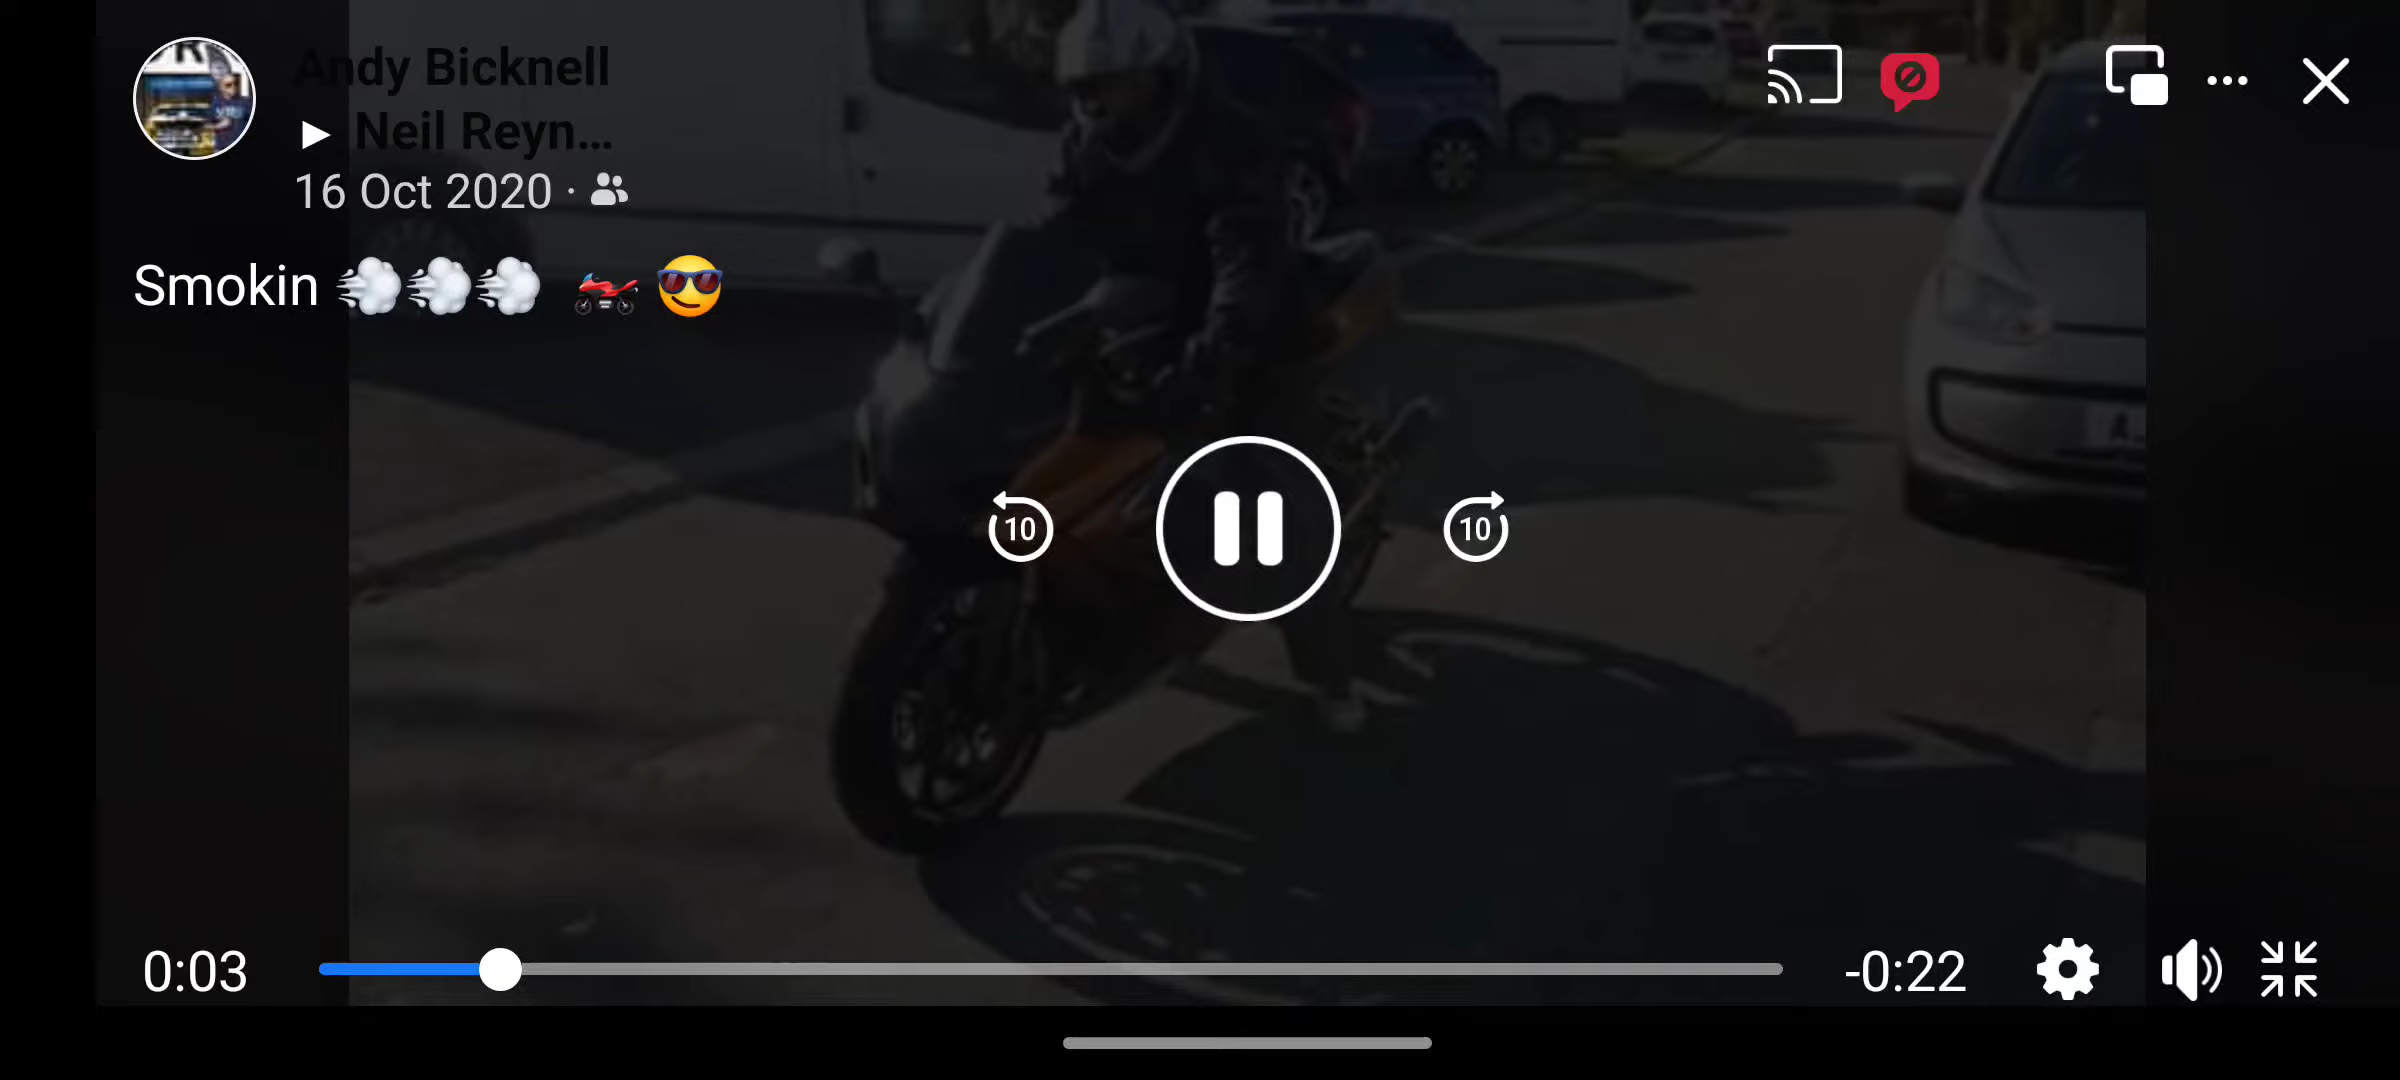 Andy Bicknell
▶ Neil Reyn...
16 Oct 2020 ·
Smokin 💨💨💨 🏍️ 😎
10
10
0:03
-0:22